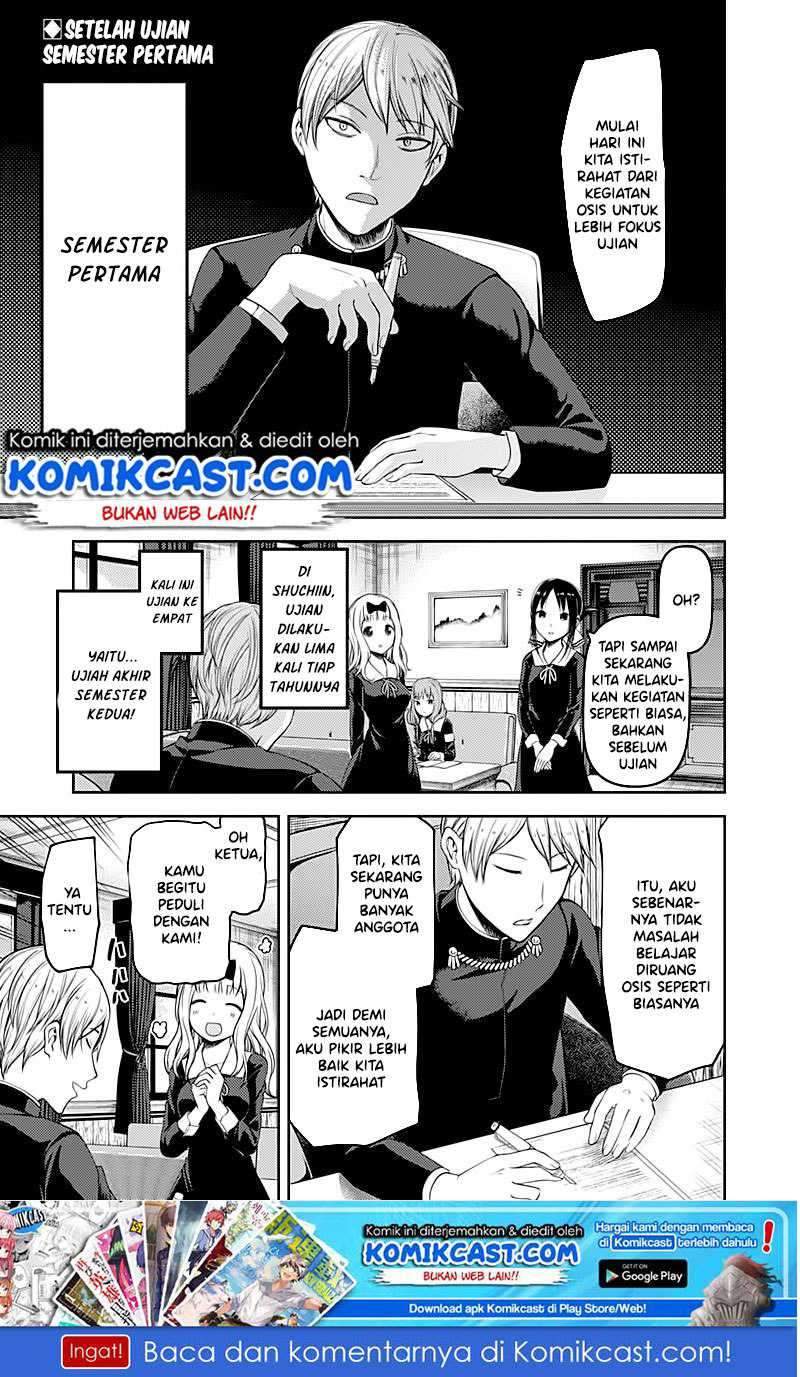 SETELAH UJIAN
SEMESTER PERTAMA
MULAI
HARI INI
KITA ISTI-
RAHAT DARI
KEGIATAN
OSIS UNTUK
LEBIH FOKUS
UJIAN
SEMESTER
PERTAMA
Komik ini diterjemahkan & diedit oleh
KOMIKCAST.COM
BUKAN WEB LAIN!!
OH?
TAPI SAMPAI
SEKARANG
KITA MELAKU-
KAN KEGIATAN
SEPERTI BIASA,
BAHKAN
SEBELUM
UJIAN
DI
SHUCHIIN,
UJIAN
DILAKU-
KAN LIMA
KALI TIAP
TAHUNNYA
KALI INI
UJIAN KE
EMPAT
YAITU...
UJIAH AKHIR
SEMESTER
KEDUA!
ITU, AKU
SEBENAR-
NYA TIDAK
MASALAH
BELAJAR
DIRUANG
OSIS SEPERTI
BIASANYA
TAPI, KITA
SEKARANG
PUNYA
BANYAK
ANGGOTA
JADI DEMI
SEMUANYA,
AKU PIKIR LEBIH
BAIK KITA
ISTIRAHAT
OH
KETUA,
KAMU
BEGITU
PEDULI
DENGAN
KAMI!
YA
TENTU
...
KOMIKCAST
Komik ini diterjemahkan & diedit oleh
KOMIKCAST.COM
BUKAN WEB LAIN!!
Hargai kami dengan membaca
di Komikcast terlebih dahulu !
GET IT ON
Google Play
Download apk Komikcast di Play Store/Web!
Ingat! Baca dan komentarnya di Komikcast.com!